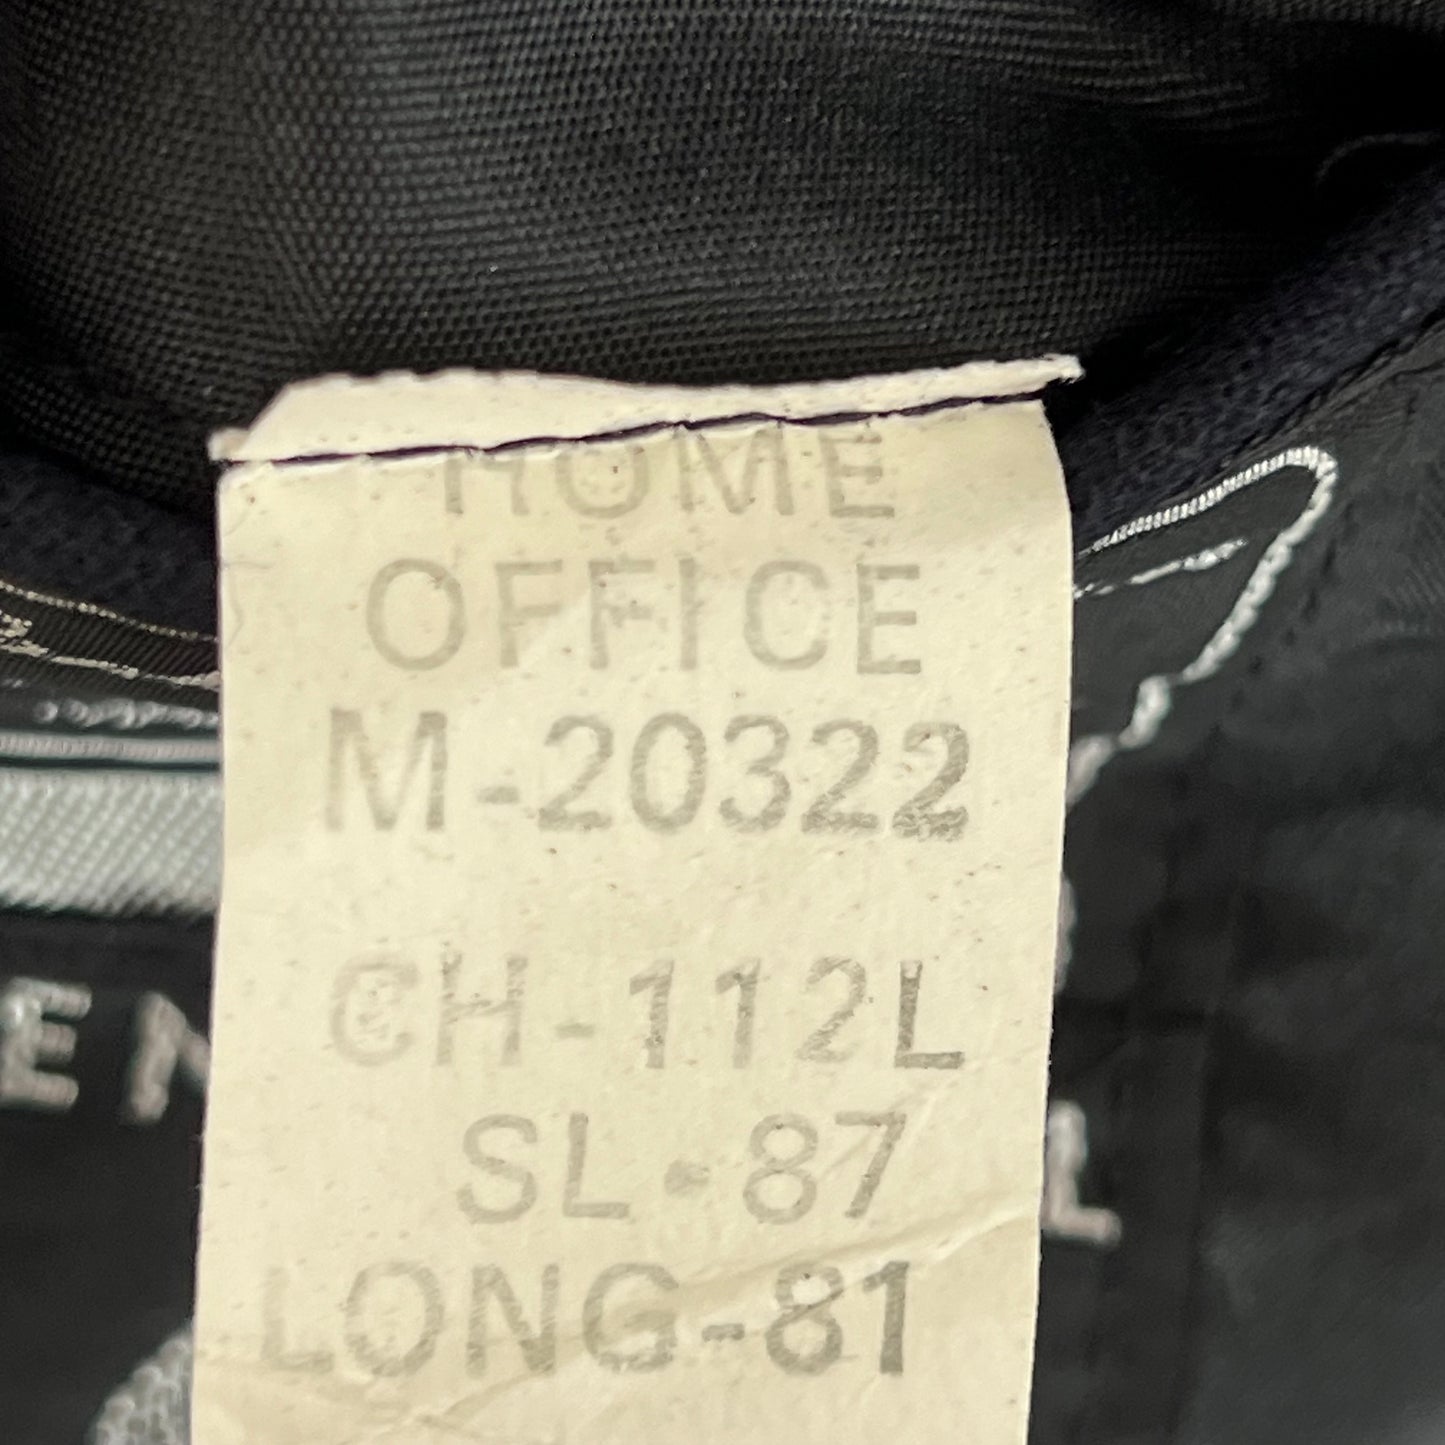 HOME
OFFICE
M-20322
CH-112L
SL-87
LONG-81